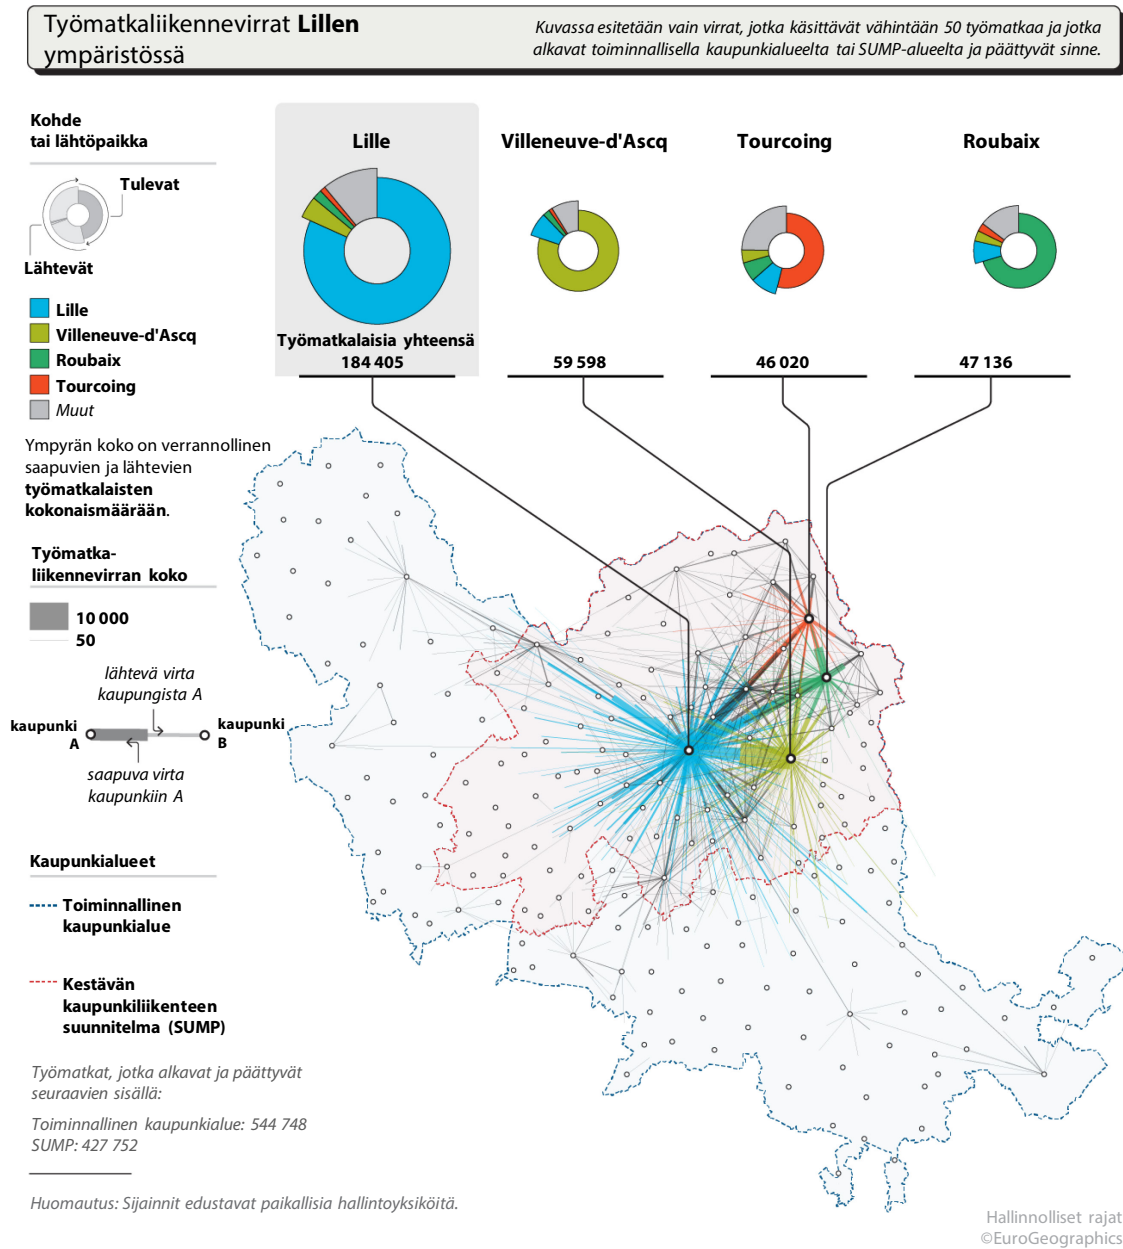 Työmatkaliikennevirrat Lillen
ympäristössä
Kuvassa esitetään vain virrat, jotka käsittävät vähintään 50 työmatkaa ja jotka
alkavat toiminnallisella kaupunkialueelta tai SUMP-alueelta ja päättyvät sinne.
Kohde
tai lähtöpaikka
Tulevat
Lähtevät
Lille
Villeneuve-d'Ascq
Roubaix
Tourcoing
Muut
Ympyrän koko on verrannollinen
saapuvien ja lähtevien
työmatkalaisten
kokonaismäärään.
Lille
Villeneuve-d'Ascq
Tourcoing
Roubaix
Työmatkalaisia yhteensä
184 405
59 598
46 020
47 136
Työmatka-
liikennevirran koko
10 000
50
lähtevä virta
kaupungista A
kaupunki
A
kaupunki
B
saapuva virta
kaupunkiin A
Kaupunkialueet
Toiminnallinen
kaupunkialue
Kestävän
kaupunkiliikenteen
suunnitelma (SUMP)
Työmatkat, jotka alkavat ja päättyvät
seuraavien sisällä:
Toiminnallinen kaupunkialue: 544 748
SUMP: 427 752
Huomautus: Sijainnit edustavat paikallisia hallintoyksiköitä.
Hallinnolliset rajat
©EuroGeographics